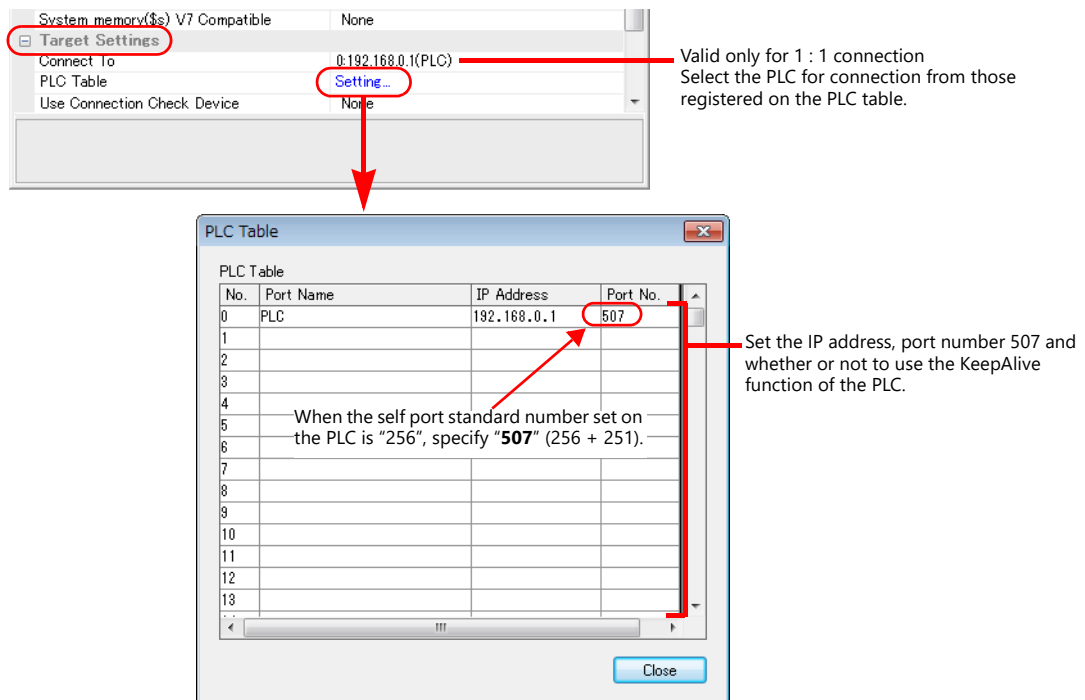 System memory($s) V7 Compatible None
Target Settings
Connect To 0:192.168.0.1(PLC)
PLC Table Setting...
Use Connection Check Device None
Valid only for 1 : 1 connection
Select the PLC for connection from those
registered on the PLC table.
PLC Table
PLC Table
No. Port Name IP Address Port No.
0 PLC 192.168.0.1 507
1
2
3
4
5
6
7
8
9
10
11
12
13
When the self port standard number set on
the PLC is “256”, specify “507” (256 + 251).
Set the IP address, port number 507 and
whether or not to use the KeepAlive
function of the PLC.
Close